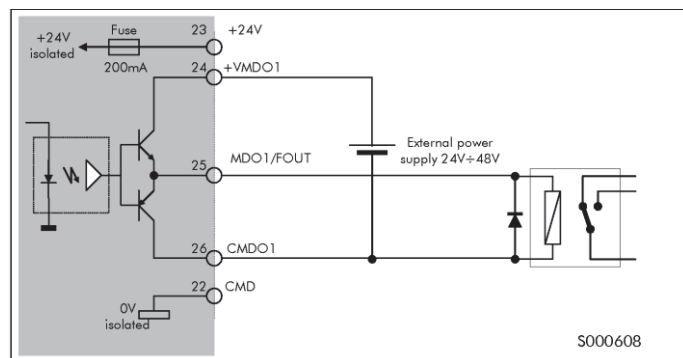 Fuse
23
+24V
+24V
isolated
200mA
24
+VMDO1
External power
supply 24V÷48V
25
MDO1/FOUT
26
CMDO1
22
CMD
0V
isolated
S000608